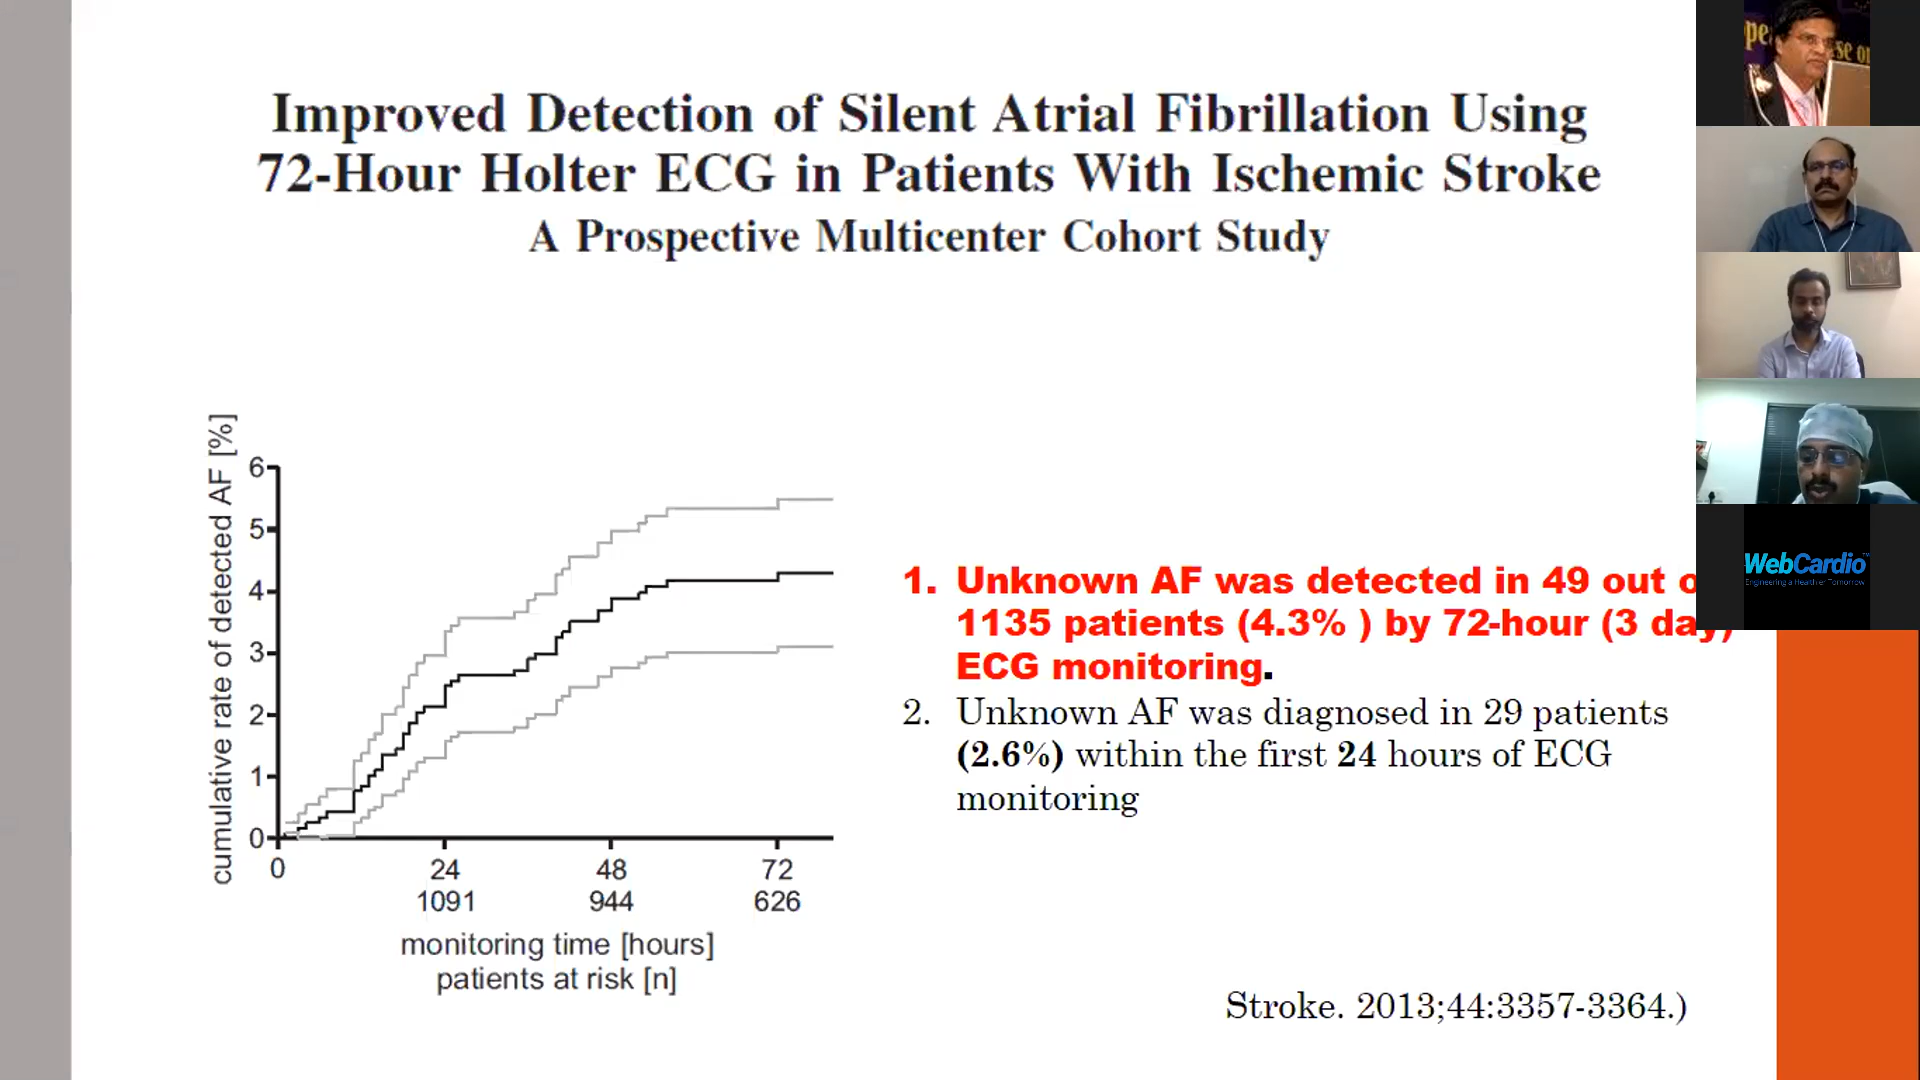 Improved Detection of Silent Atrial Fibrillation Using
72-Hour Holter ECG in Patients With Ischemic Stroke
A Prospective Multicenter Cohort Study
cumulative rate of detected AF [%]
6
5
4
3
2
1
0
0 24 48 72
1091 944 626
monitoring time [hours]
patients at risk [n]
1. Unknown AF was detected in 49 out o
1135 patients (4.3% ) by 72-hour (3 day)
ECG monitoring.
2. Unknown AF was diagnosed in 29 patients
(2.6%) within the first 24 hours of ECG
monitoring
Stroke. 2013;44:3357-3364.)
WebCardio™
Engineering a Healthier Tomorrow